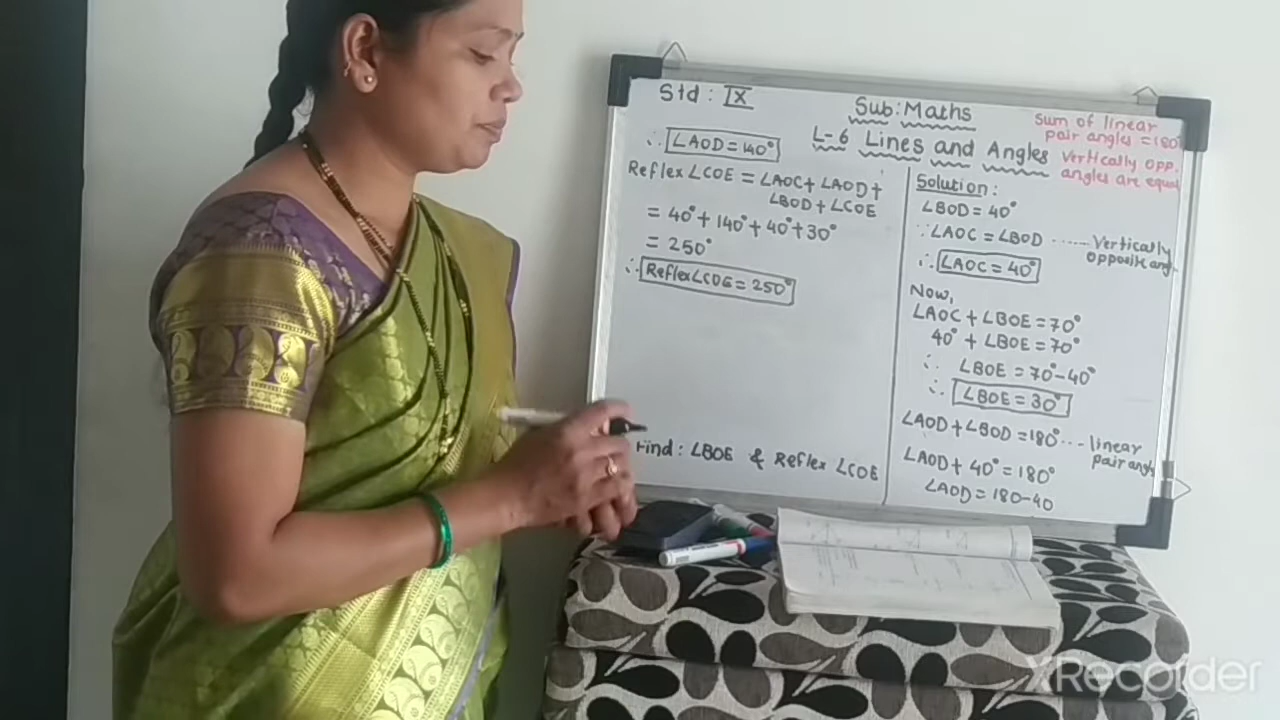 Std : IX
Sub: Maths
L-6 Lines and Angles
Sum of linear
pair angles = 180°
Vertically opp.
angles are equal
∴ ∠AOD = 140°
Reflex ∠COE = ∠AOC + ∠AOD +
∠BOD + ∠COE
= 40° + 140° + 40° + 30°
= 250°
∴ Reflex ∠COE = 250°
Find : ∠BOE & Reflex ∠COE
Solution :
∠BOD = 40°
∵ ∠AOC = ∠BOD ...... Vertically
opposite ang.
∴ ∠AOC = 40°
Now,
∠AOC + ∠BOE = 70°
40° + ∠BOE = 70°
∴ ∠BOE = 70° - 40°
∴ ∠BOE = 30°
∠AOD + ∠BOD = 180° ... linear
pair angl
∠AOD + 40° = 180°
∠AOD = 180 - 40
XRecorder